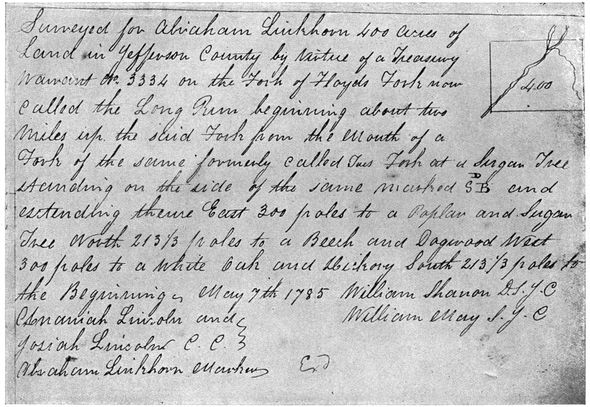 Surveyed for Abraham Linkhorn 400 acres of
Land in Jefferson County by Virtue of a Treasury
Warrant No. 3334 on the Fork of Floyds Fork now
Called the Long Run beginning about two
Miles up the said Fork from the Mouth of a
Fork of the same formerly Called Tues Fork at a Sugar Tree
standing on the side of the same marked S D B and
extending thence East 300 poles to a Poplar and Sugar
Tree North 213 1/3 poles to a Beech and Dogwood West
300 poles to a White Oak and Hickory South 213 1/3 poles to
the Beginning May 7th 1785 William Shanon D.S.J.C
Ananiah Lincoln and William May S.J.C
Josiah Lincoln C.C.
Abraham Linkhorn Marker Exd
400